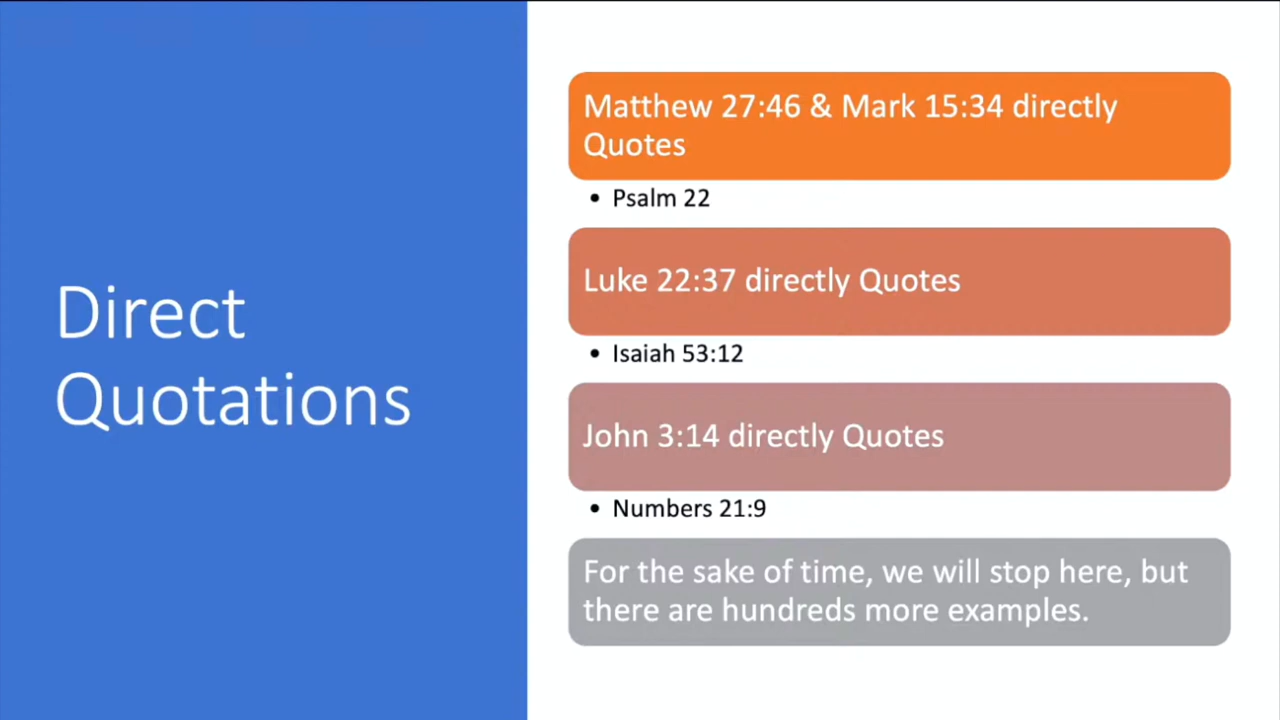 Direct
Quotations
Matthew 27:46 & Mark 15:34 directly
Quotes
• Psalm 22
Luke 22:37 directly Quotes
• Isaiah 53:12
John 3:14 directly Quotes
• Numbers 21:9
For the sake of time, we will stop here, but
there are hundreds more examples.